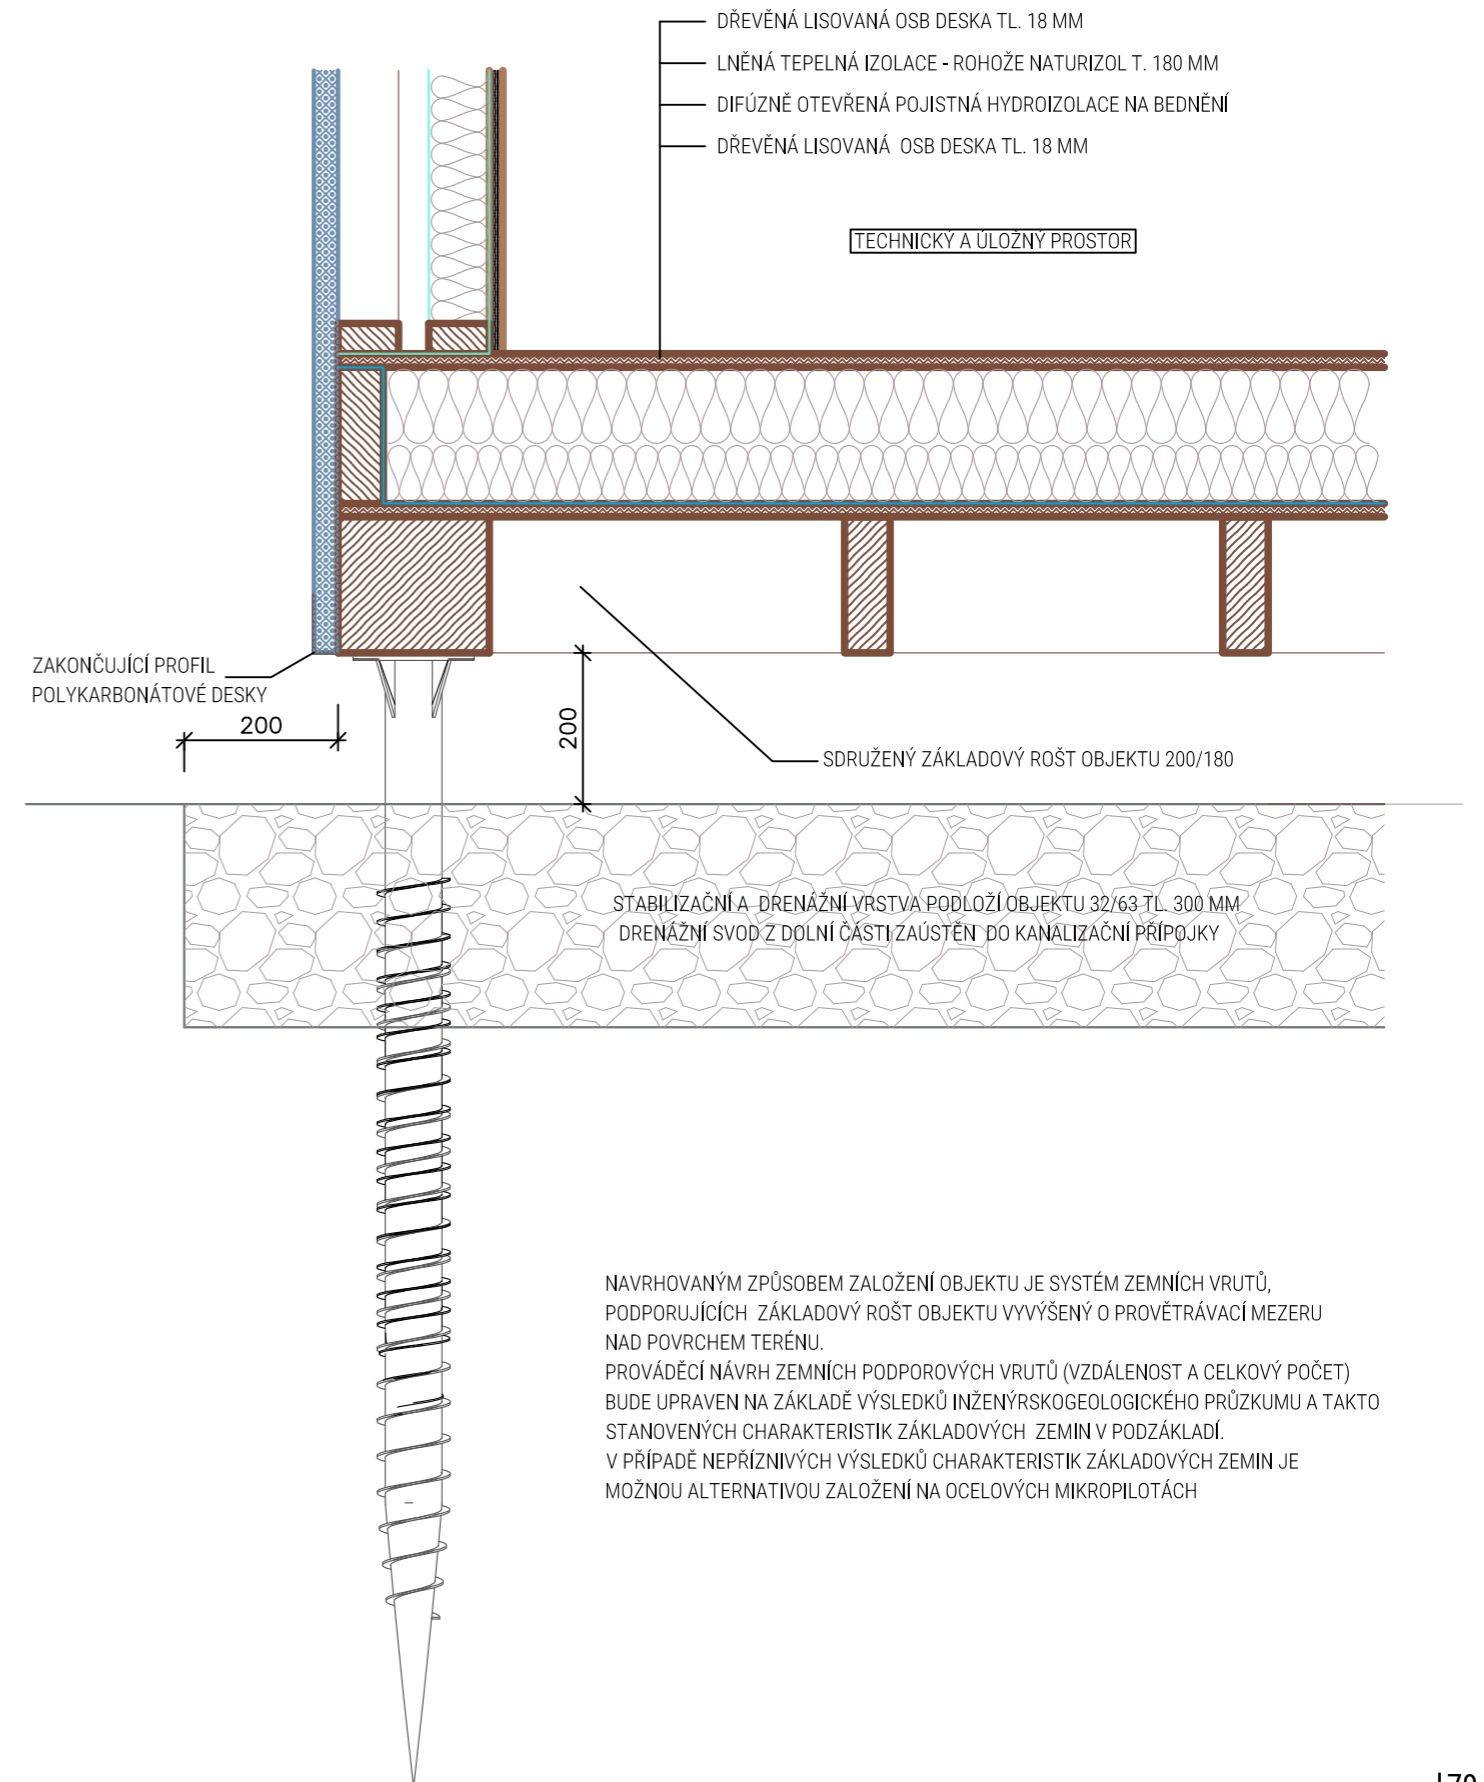 DŘEVĚNÁ LISOVANÁ OSB DESKA TL. 18 MM
LNĚNÁ TEPELNÁ IZOLACE - ROHOŽE NATURIZOL T. 180 MM
DIFÚZNĚ OTEVŘENÁ POJISTNÁ HYDROIZOLACE NA BEDNĚNÍ
DŘEVĚNÁ LISOVANÁ OSB DESKA TL. 18 MM
TECHNICKÝ A ÚLOŽNÝ PROSTOR
ZAKONČUJÍCÍ PROFIL
POLYKARBONÁTOVÉ DESKY
200
200
SDRUŽENÝ ZÁKLADOVÝ ROŠT OBJEKTU 200/180
STABILIZAČNÍ A DRENÁŽNÍ VRSTVA PODLOŽÍ OBJEKTU 32/63 TL. 300 MM
DRENÁŽNÍ SVOD Z DOLNÍ ČÁSTI ZAÚSTĚN DO KANALIZAČNÍ PŘÍPOJKY
NAVRHOVANÝM ZPŮSOBEM ZALOŽENÍ OBJEKTU JE SYSTÉM ZEMNÍCH VRUTŮ,
PODPORUJÍCÍCH ZÁKLADOVÝ ROŠT OBJEKTU VYVÝŠENÝ O PROVĚTRÁVACÍ MEZERU
NAD POVRCHEM TERÉNU.
PROVÁDĚCÍ NÁVRH ZEMNÍCH PODPOROVÝCH VRUTŮ (VZDÁLENOST A CELKOVÝ POČET)
BUDE UPRAVEN NA ZÁKLADĚ VÝSLEDKŮ INŽENÝRSKOGEOLOGICKÉHO PRŮZKUMU A TAKTO
STANOVENÝCH CHARAKTERISTIK ZÁKLADOVÝCH ZEMIN V PODZÁKLADÍ.
V PŘÍPADĚ NEPŘÍZNIVÝCH VÝSLEDKŮ CHARAKTERISTIK ZÁKLADOVÝCH ZEMIN JE
MOŽNOU ALTERNATIVOU ZALOŽENÍ NA OCELOVÝCH MIKROPILOTÁCH